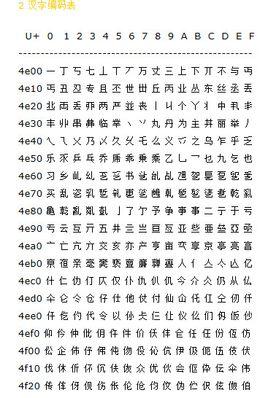 2 汉字编码表
U+ 0 1 2 3 4 5 6 7 8 9 A B C D E F
4e00 一 丁 丂 七 丄 丅 丆 万 丈 三 上 下 丌 不 与 丏
4e10 丐 丑 丒 专 且 丕 世 丗 丘 丙 业 丛 东 丝 丞 丟
4e20 丠 両 丢 丣 两 严 並 丧 丨 丩 个 丫 丬 中 丮 丯
4e30 丰 丱 串 丳 临 丵 丶 丷 丸 丹 为 主 丼 丽 举 丿
4e40 乀 乁 乂 乃 乄 久 乆 乇 么 义 乊 之 乌 乍 乎 乏
4e50 乐 乑 乒 乓 乔 乕 乖 乗 乘 乙 乚 乛 乜 九 乞 也
4e60 习 乡 乢 乣 乤 乥 书 乧 乨 乩 乪 乫 乬 乭 乮 乯
4e70 买 乱 乲 乳 乴 乵 乶 乷 乸 乹 乺 乻 乼 乽 乾 乿
4e80 亀 亁 亂 亃 亄 亅 了 亇 予 争 亊 事 二 亍 于 亏
4e90 亐 云 互 亓 五 井 亖 亗 亘 亙 亚 些 亜 亝 亞 亟
4ea0 亠 亡 亢 亣 交 亥 亦 产 亨 亩 亪 享 京 亭 亮 亯
4eb0 亰 亱 亲 亳 亴 亵 亶 亷 亸 亹 人 亻 亼 亽 亾 亿
4ec0 什 仁 仂 仃 仄 仅 仆 仇 仈 仉 今 介 仌 仍 从 仏
4ed0 仐 仑 仒 仓 仔 仕 他 仗 付 仙 仚 仛 仜 仝 仞 仟
4ee0 仠 仡 仢 代 令 以 仦 仧 仨 仩 仪 仫 们 仭 仮 仯
4ef0 仰 仱 仲 仳 仴 仵 件 价 仸 仹 仺 任 仼 份 仾 仿
4f00 伀 企 伂 伃 伄 伅 伆 伇 伈 伉 伊 伋 伌 伍 伎 伏
4f10 伐 休 伒 伓 伔 伕 伖 众 优 伙 会 伛 伜 伝 伞 伟
4f20 传 伡 伢 伣 伤 伥 伦 伧 伨 伩 伪 伫 伬 伭 伮 伯